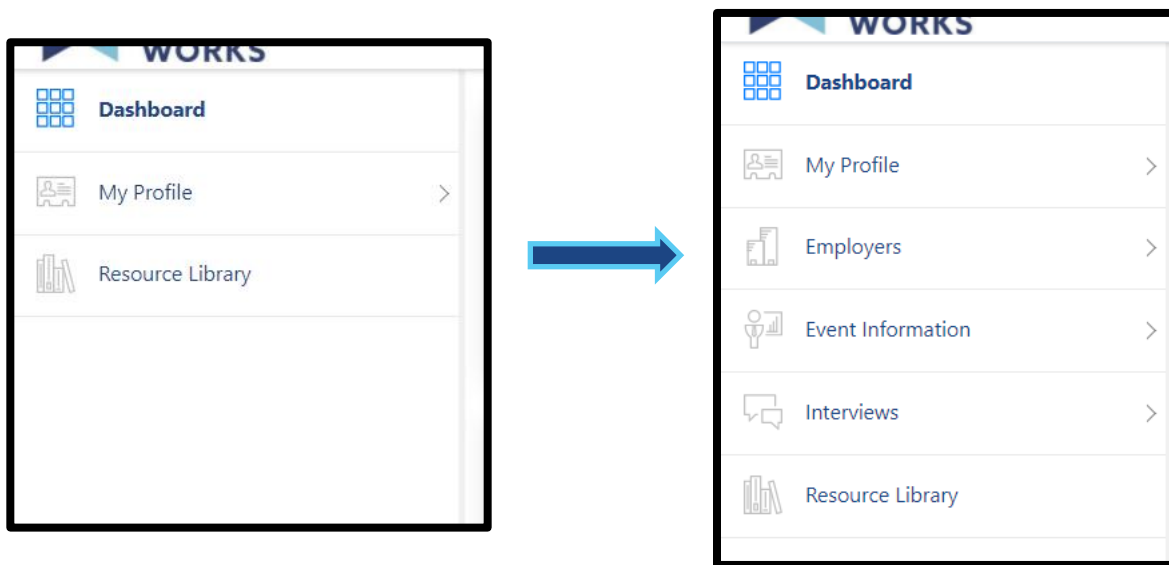 WORKS
Dashboard
My Profile
Resource Library
WORKS
Dashboard
My Profile
Employers
Event Information
Interviews
Resource Library